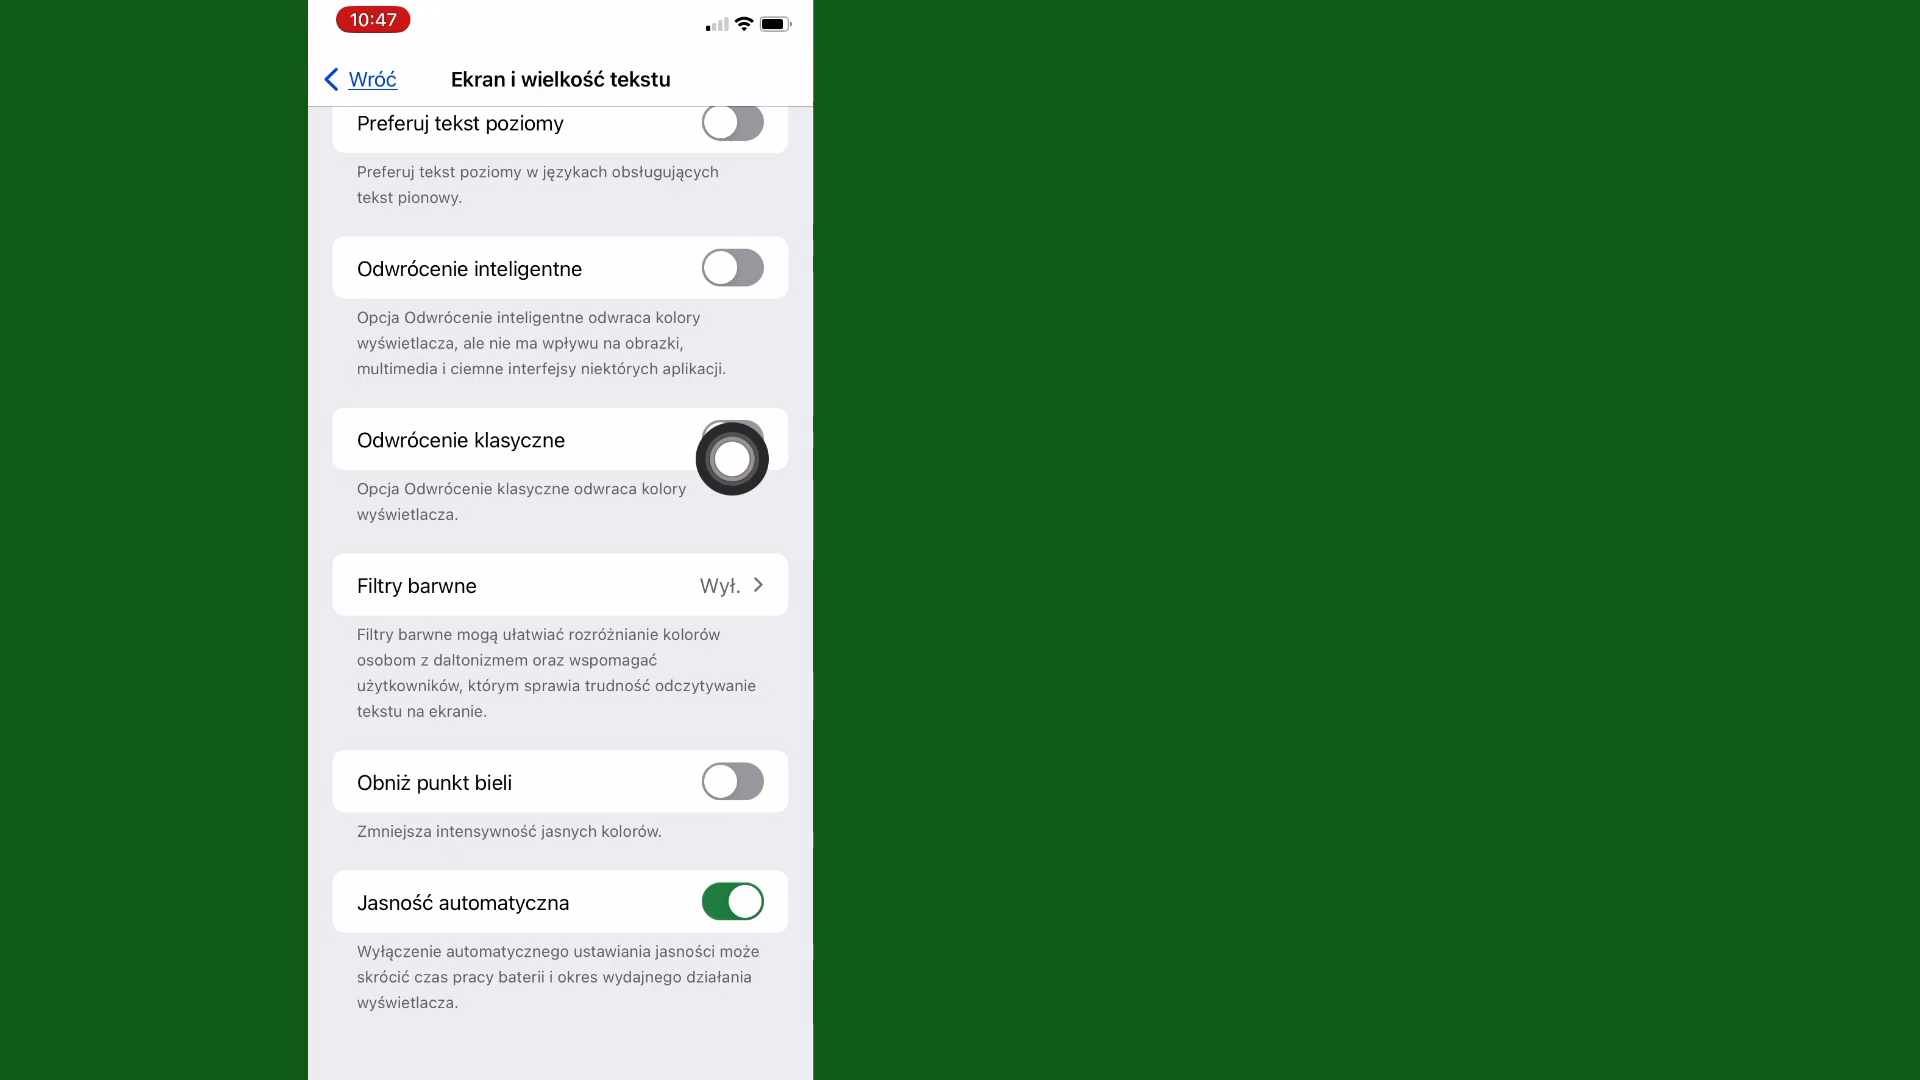 10:47
Wróć
Ekran i wielkość tekstu
Preferuj tekst poziomy
Preferuj tekst poziomy w językach obsługujących
tekst pionowy.
Odwrócenie inteligentne
Opcja Odwrócenie inteligentne odwraca kolory
wyświetlacza, ale nie ma wpływu na obrazki,
multimedia i ciemne interfejsy niektórych aplikacji.
Odwrócenie klasyczne
Opcja Odwrócenie klasyczne odwraca kolory
wyświetlacza.
Filtry barwne Wył.
Filtry barwne mogą ułatwiać rozróżnianie kolorów
osobom z daltonizmem oraz wspomagać
użytkowników, którym sprawia trudność odczytywanie
tekstu na ekranie.
Obniż punkt bieli
Zmniejsza intensywność jasnych kolorów.
Jasność automatyczna
Wyłączenie automatycznego ustawiania jasności może
skrócić czas pracy baterii i okres wydajnego działania
wyświetlacza.